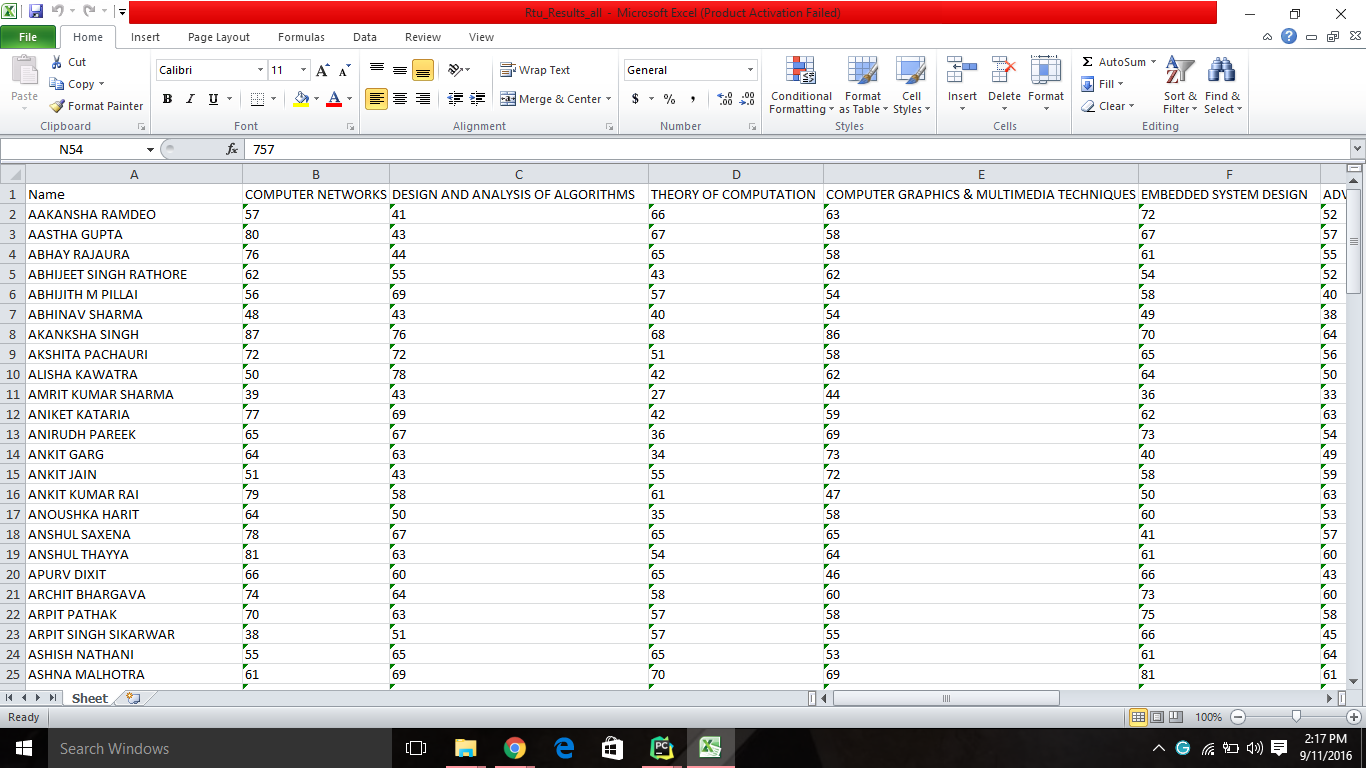 Rtu_Results_all - Microsoft Excel (Product Activation Failed)
File Home Insert Page Layout Formulas Data Review View
Paste Cut Copy Format Painter
Clipboard
Calibri 11 A A
B I U A
Font
Wrap Text
Merge & Center
Alignment
General
$ % , .0 .00 .00 .0
Number
Conditional Formatting Format as Table Cell Styles
Styles
Insert Delete Format
Cells
Σ AutoSum Fill Clear Sort & Filter Find & Select
Editing
N54 fx 757
A B C D E F
1 Name COMPUTER NETWORKS DESIGN AND ANALYSIS OF ALGORITHMS THEORY OF COMPUTATION COMPUTER GRAPHICS & MULTIMEDIA TECHNIQUES EMBEDDED SYSTEM DESIGN ADV
2 AAKANSHA RAMDEO 57 41 66 63 72 52
3 AASTHA GUPTA 80 43 67 58 67 57
4 ABHAY RAJAURA 76 44 65 58 61 55
5 ABHIJEET SINGH RATHORE 62 55 43 62 54 52
6 ABHIJITH M PILLAI 56 69 57 54 58 40
7 ABHINAV SHARMA 48 43 40 54 49 38
8 AKANKSHA SINGH 87 76 68 86 70 64
9 AKSHITA PACHAURI 72 72 51 58 65 56
10 ALISHA KAWATRA 50 78 42 62 64 50
11 AMRIT KUMAR SHARMA 39 43 27 44 36 33
12 ANIKET KATARIA 77 69 42 59 62 63
13 ANIRUDH PAREEK 65 67 36 69 73 54
14 ANKIT GARG 64 63 34 73 40 49
15 ANKIT JAIN 51 43 55 72 58 59
16 ANKIT KUMAR RAI 79 58 61 47 50 63
17 ANOUSHKA HARIT 64 50 35 58 60 53
18 ANSHUL SAXENA 78 67 65 65 41 57
19 ANSHUL THAYYA 81 63 54 64 61 60
20 APURV DIXIT 66 60 65 46 66 43
21 ARCHIT BHARGAVA 74 64 58 60 73 60
22 ARPIT PATHAK 70 63 57 58 75 58
23 ARPIT SINGH SIKARWAR 38 51 57 55 66 45
24 ASHISH NATHANI 55 65 65 53 61 64
25 ASHNA MALHOTRA 61 69 70 69 81 61
Sheet
Ready 100%
Search Windows
2:17 PM
9/11/2016